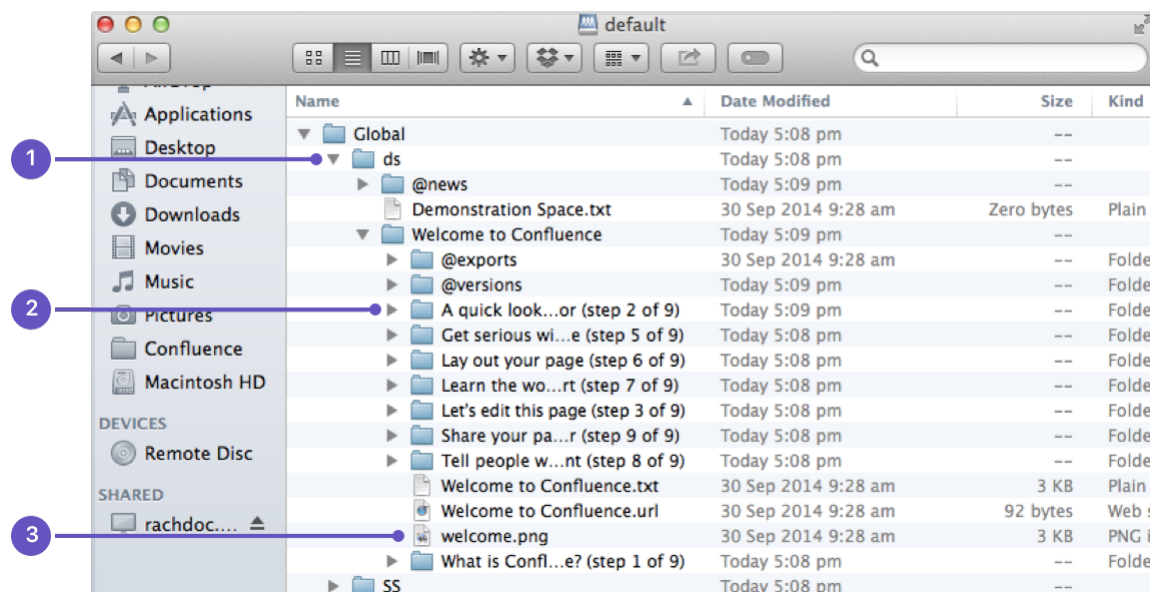 default
AirDrop
Applications
Desktop
Documents
Downloads
Movies
Music
Pictures
Confluence
Macintosh HD
DEVICES
Remote Disc
SHARED
rachdoc....
Name Date Modified Size Kind
Global Today 5:08 pm --
1 ds Today 5:08 pm --
@news Today 5:09 pm --
Demonstration Space.txt 30 Sep 2014 9:28 am Zero bytes Plain
Welcome to Confluence Today 5:09 pm --
@exports 30 Sep 2014 9:28 am -- Folde
@versions Today 5:09 pm -- Folde
2 A quick look...or (step 2 of 9) Today 5:09 pm -- Folde
Get serious wi...e (step 5 of 9) Today 5:08 pm -- Folde
Lay out your page (step 6 of 9) Today 5:08 pm -- Folde
Learn the wo...rt (step 7 of 9) Today 5:08 pm -- Folde
Let's edit this page (step 3 of 9) Today 5:08 pm -- Folde
Share your pa...r (step 9 of 9) Today 5:08 pm -- Folde
Tell people w...nt (step 8 of 9) Today 5:08 pm -- Folde
Welcome to Confluence.txt 30 Sep 2014 9:28 am 3 KB Plain
Welcome to Confluence.url 30 Sep 2014 9:28 am 92 bytes Web s
3 welcome.png 30 Sep 2014 9:28 am 3 KB PNG i
What is Confl...e? (step 1 of 9) Today 5:08 pm -- Folde
SS Today 5:08 pm --